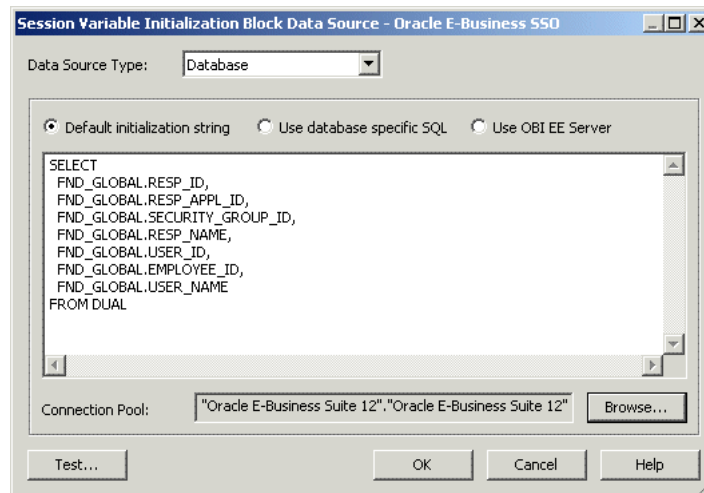 Session Variable Initialization Block Data Source - Oracle E-Business SSO
Data Source Type: Database
Default initialization string Use database specific SQL Use OBI EE Server
SELECT
FND_GLOBAL.RESP_ID,
FND_GLOBAL.RESP_APPL_ID,
FND_GLOBAL.SECURITY_GROUP_ID,
FND_GLOBAL.RESP_NAME,
FND_GLOBAL.USER_ID,
FND_GLOBAL.EMPLOYEE_ID,
FND_GLOBAL.USER_NAME
FROM DUAL
Connection Pool: "Oracle E-Business Suite 12"."Oracle E-Business Suite 12" Browse...
Test... OK Cancel Help